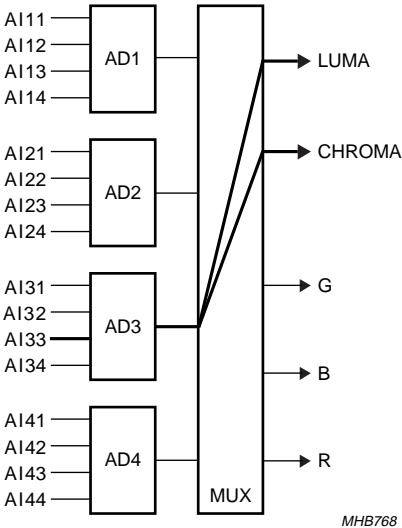 AI11
AI12
AI13
AI14
AD1
LUMA
CHROMA
AI21
AI22
AI23
AI24
AD2
AI31
AI32
AI33
AI34
AD3
G
B
AI41
AI42
AI43
AI44
AD4
R
MUX
MHB768